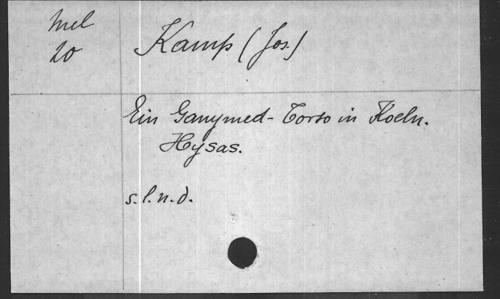 Mel
20
Kamp (Jos.)
Ein Ganymed-Torso in Koeln.
Hysas.
s.l.n.d.